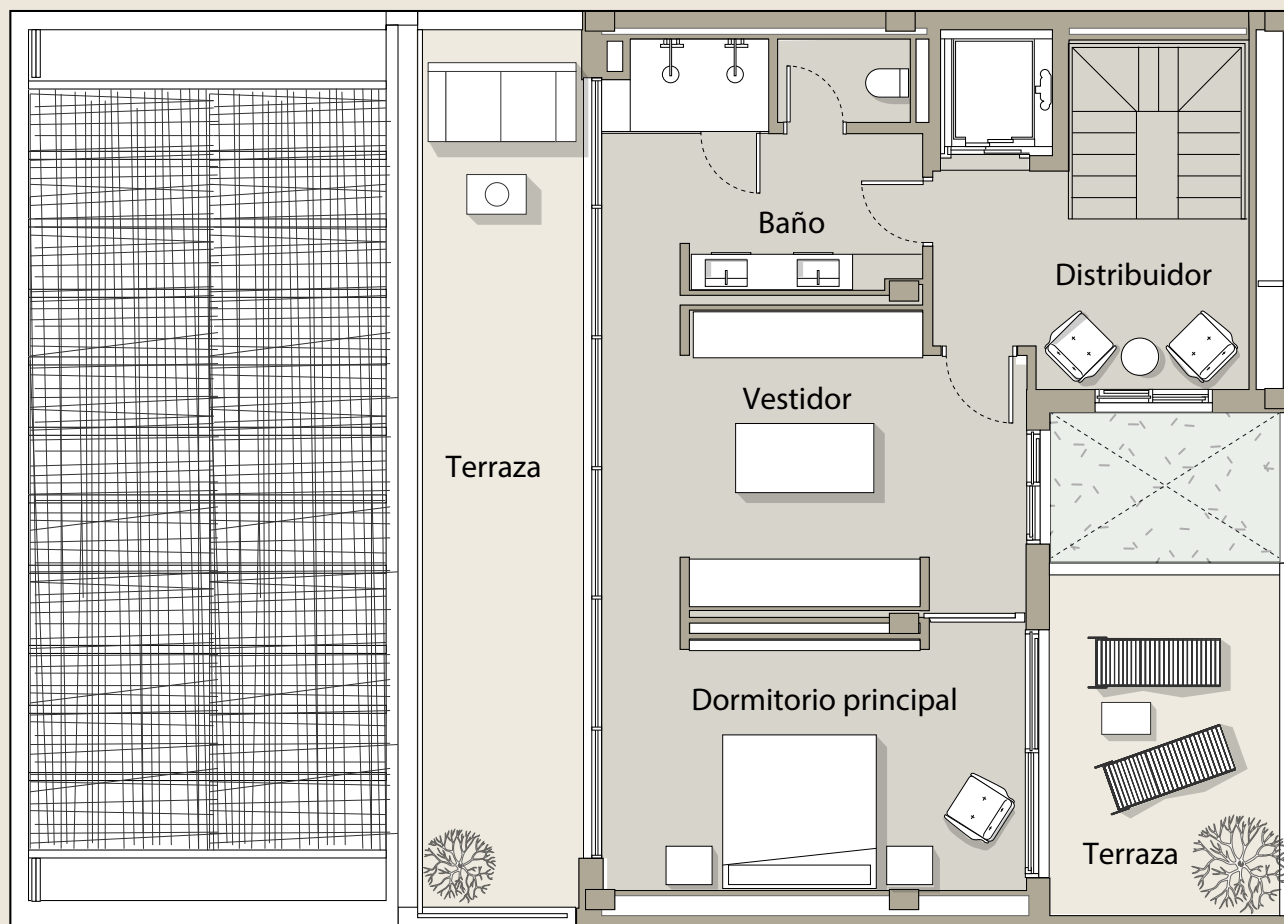 Baño
Distribuidor
Vestidor
Terraza
Dormitorio principal
Terraza